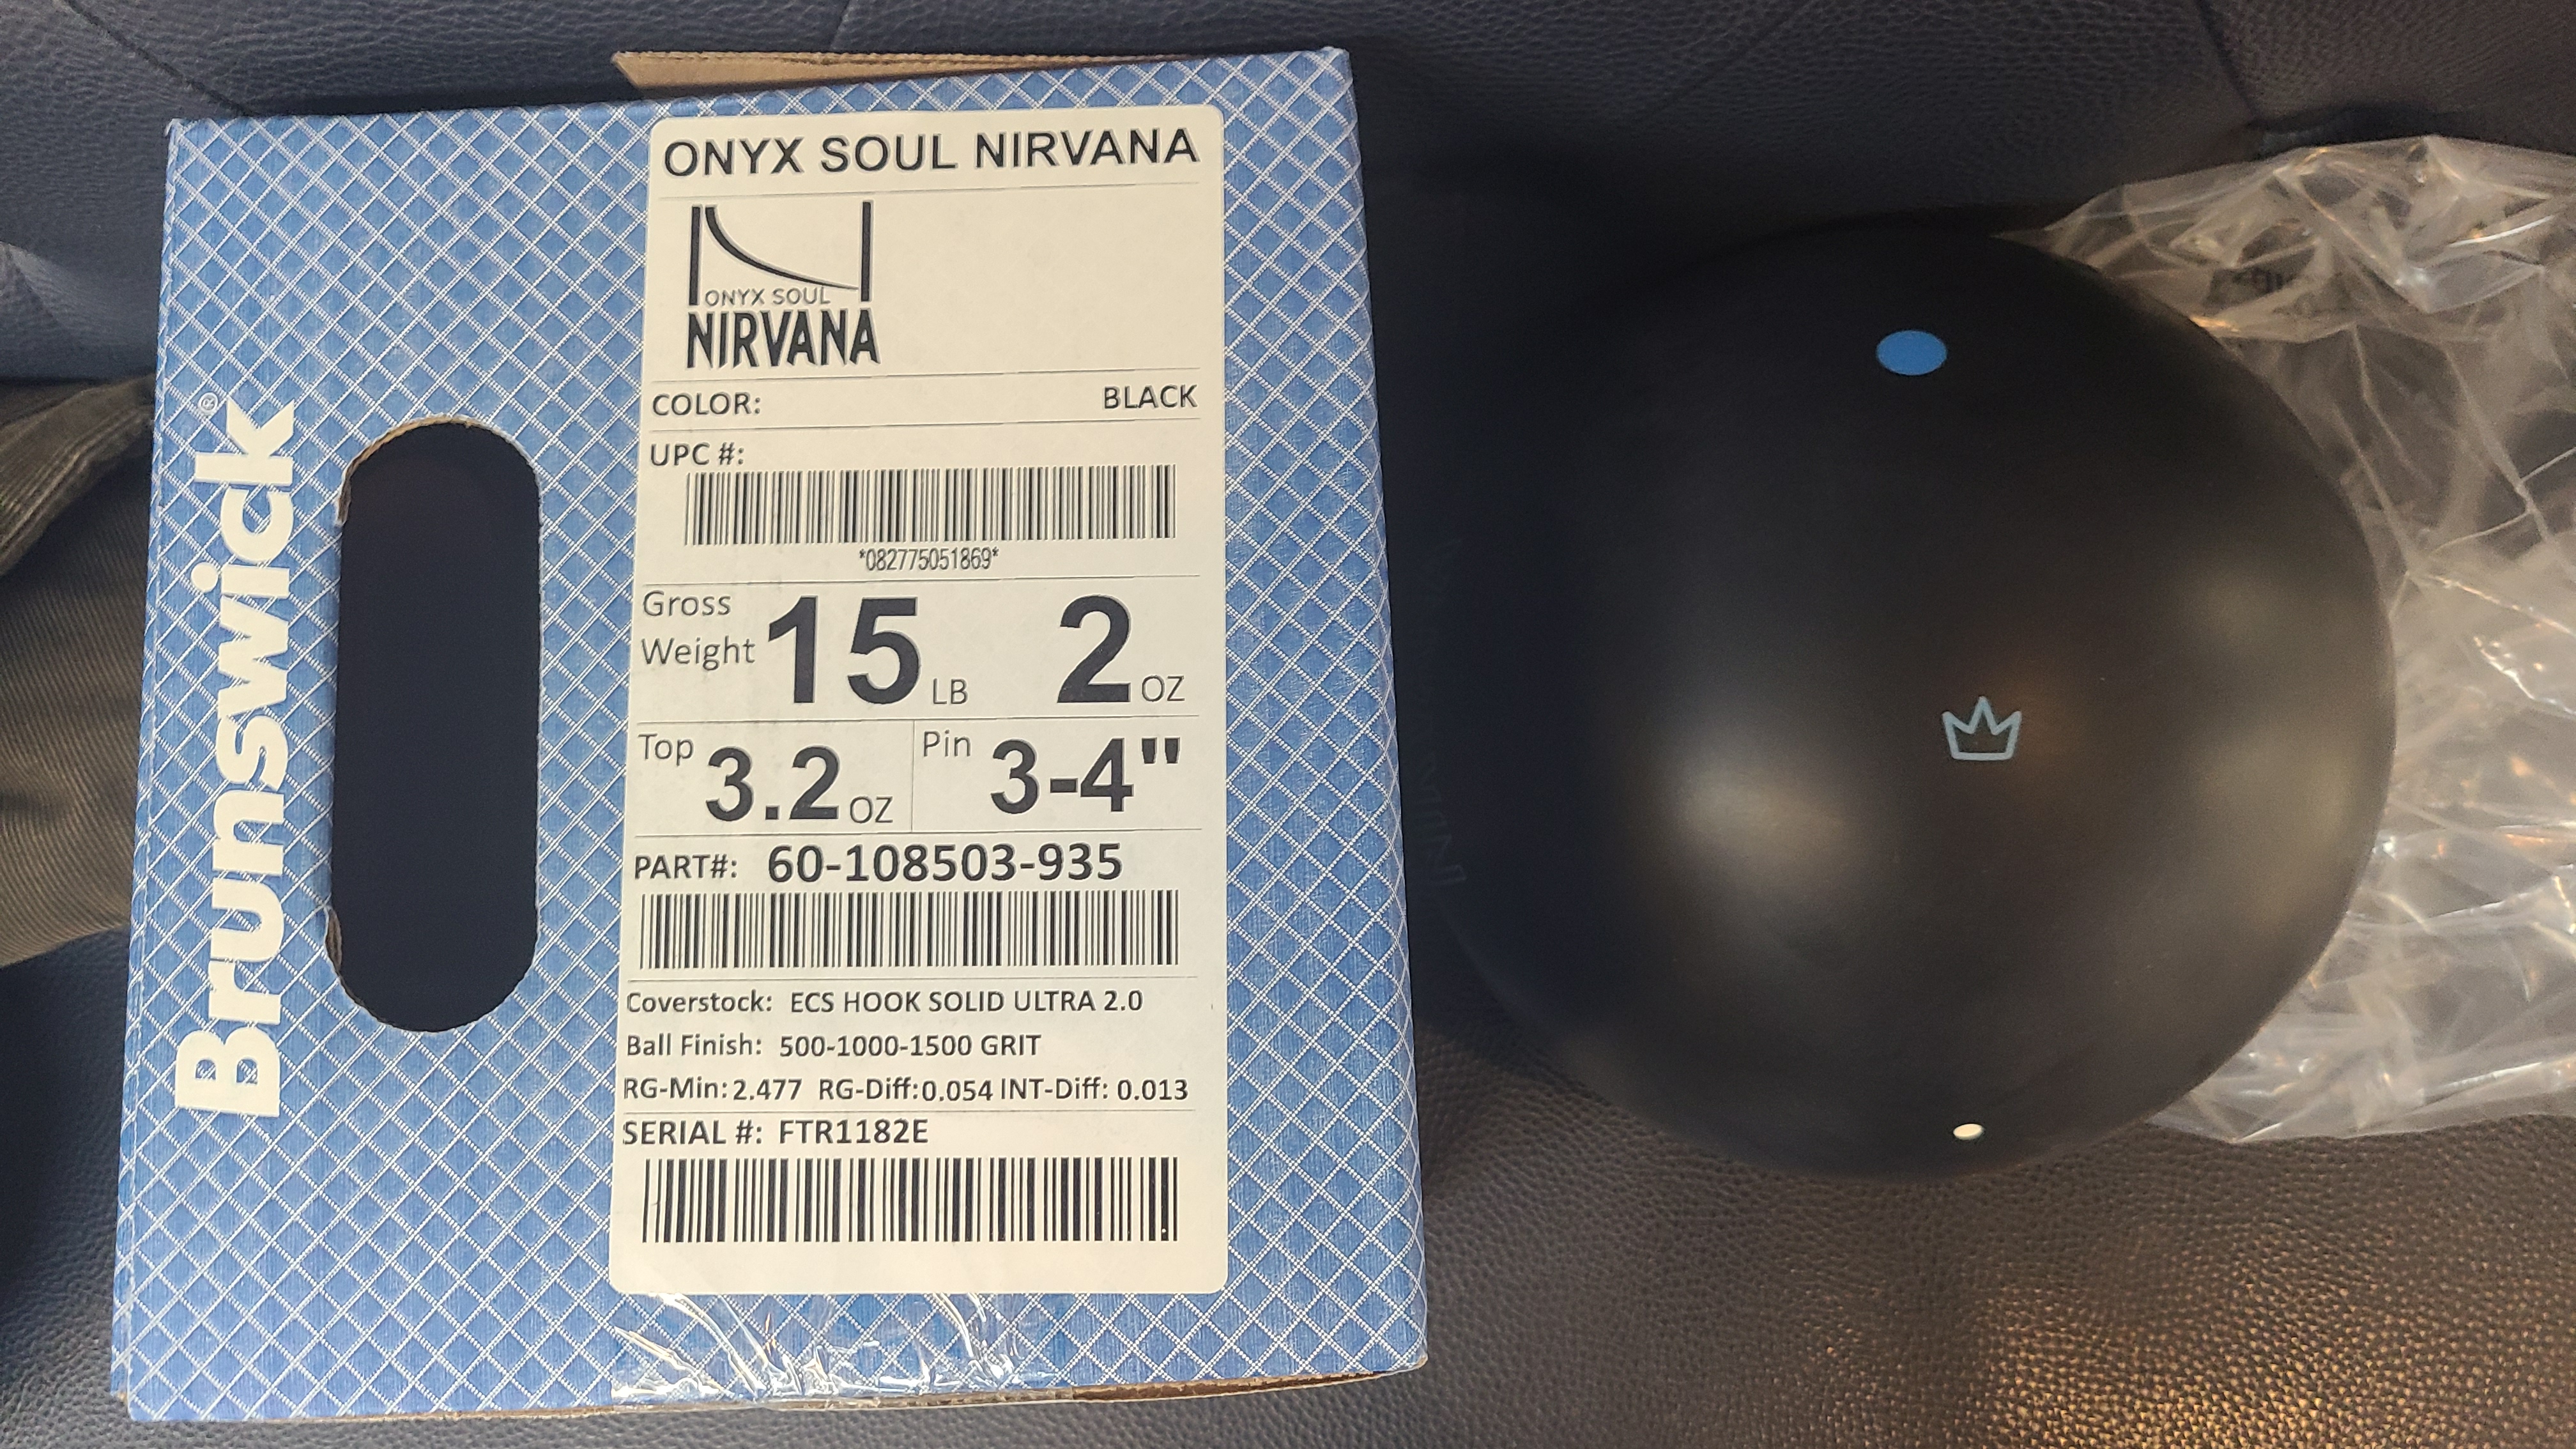 Brunswick®
ONYX SOUL NIRVANA
ONYX SOUL
NIRVANA
COLOR: BLACK
UPC #:
*082775051869*
Gross Weight 15 LB 2 OZ
Top 3.2 OZ Pin 3-4"
PART#: 60-108503-935
Coverstock: ECS HOOK SOLID ULTRA 2.0
Ball Finish: 500-1000-1500 GRIT
RG-Min: 2.477 RG-Diff: 0.054 INT-Diff: 0.013
SERIAL #: FTR1182E